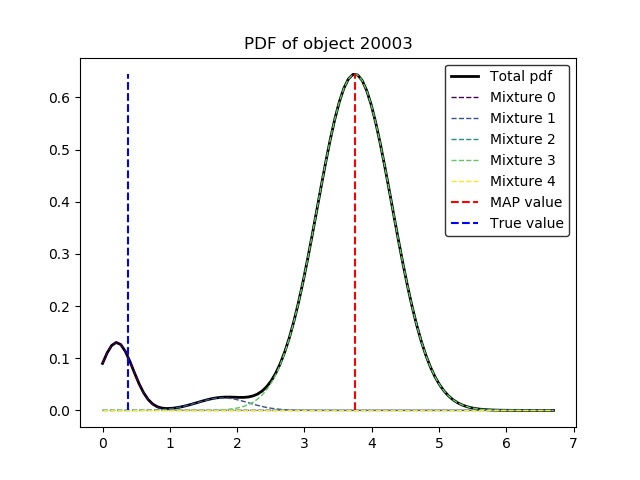 PDF of object 20003
Total pdf
Mixture 0
Mixture 1
Mixture 2
Mixture 3
Mixture 4
MAP value
True value
0.6
0.5
0.4
0.3
0.2
0.1
0.0
0 1 2 3 4 5 6 7